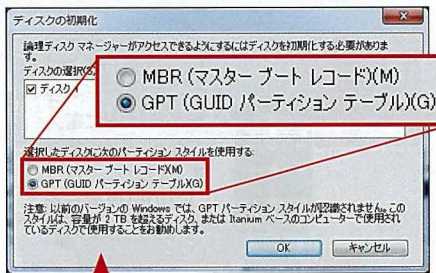 ディスクの初期化
論理ディスク マネージャーがアクセスできるようにするにはディスクを初期化する必要がありま
す。
ディスクの選択(S)
ディスク 1
MBR (マスター ブート レコード)(M)
GPT (GUID パーティション テーブル)(G)
選択したディスクに次のパーティション スタイルを使用する:
MBR (マスター ブート レコード)(M)
GPT (GUID パーティション テーブル)(G)
注意: 以前のバージョンの Windows では、GPT パーティション スタイルが認識されません。この
スタイルは、容量が 2 TB を超えるディスク、または Itanium ベースのコンピューターで使用され
ているディスクで使用することをお勧めします。
OK
キャンセル